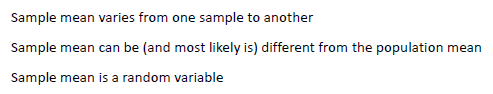 Sample mean varies from one sample to another
Sample mean can be (and most likely is) different from the population mean
Sample mean is a random variable